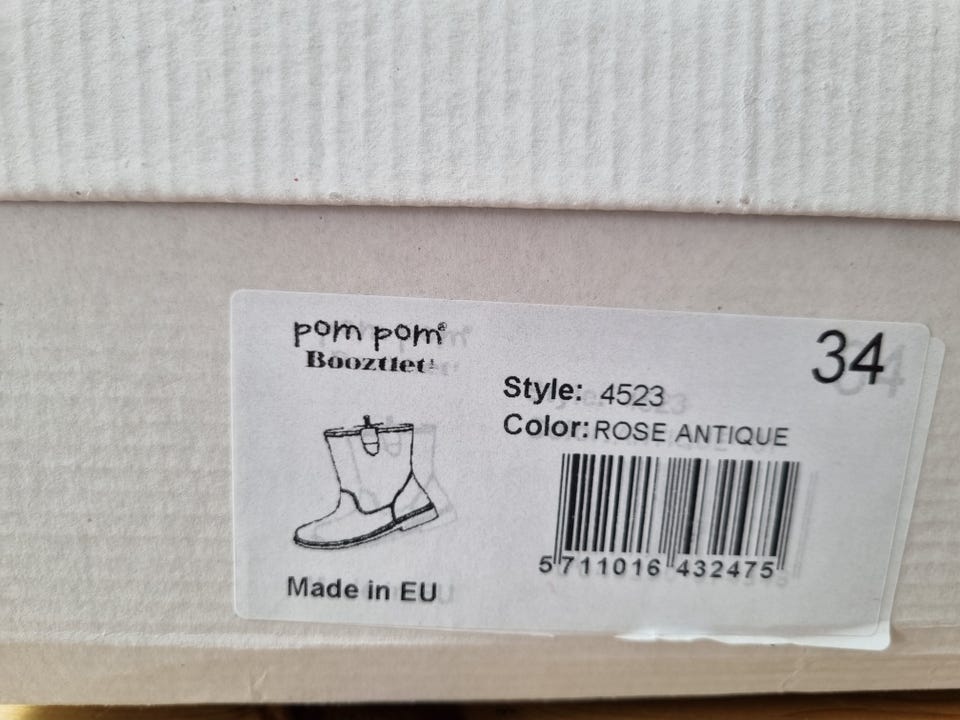 pom pom®
Booztlet
34
Style: 4523
Color: ROSE ANTIQUE
5 711016 432475
Made in EU